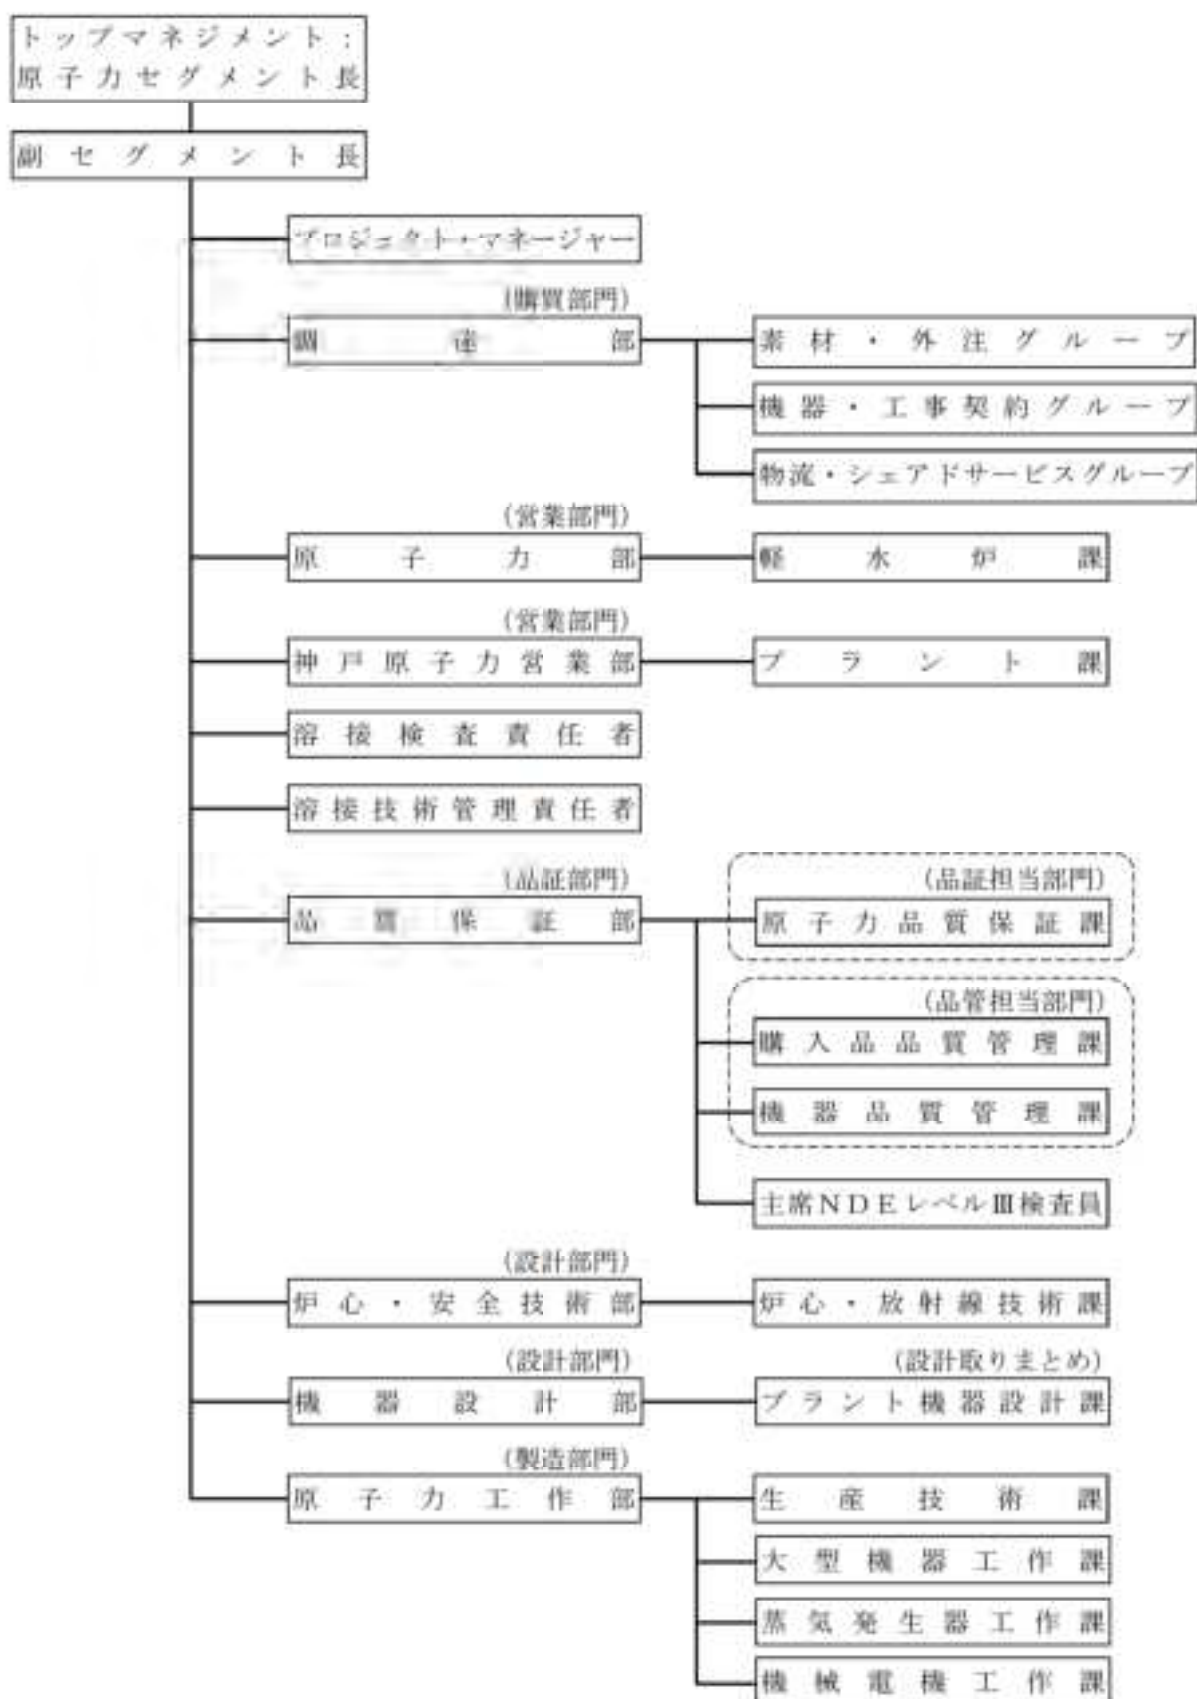 トップマネジメント：
原子力セグメント長
副セグメント長
プロジェクト・マネージャー
(購買部門)
調達部
素材・外注グループ
機器・工事契約グループ
物流・シェアドサービスグループ
(営業部門)
原子力部
軽水炉課
(営業部門)
神戸原子力営業部
プラント課
溶接検査責任者
溶接技術管理責任者
(品証部門)
品質保証部
(品証担当部門)
原子力品質保証課
(品管担当部門)
購入品品質管理課
機器品質管理課
主席NDEレベルⅢ検査員
(設計部門)
炉心・安全技術部
炉心・放射線技術課
(設計部門)
機器設計部
(設計取りまとめ)
プラント機器設計課
(製造部門)
原子力工作部
生産技術課
大型機器工作課
蒸気発生器工作課
機械電機工作課